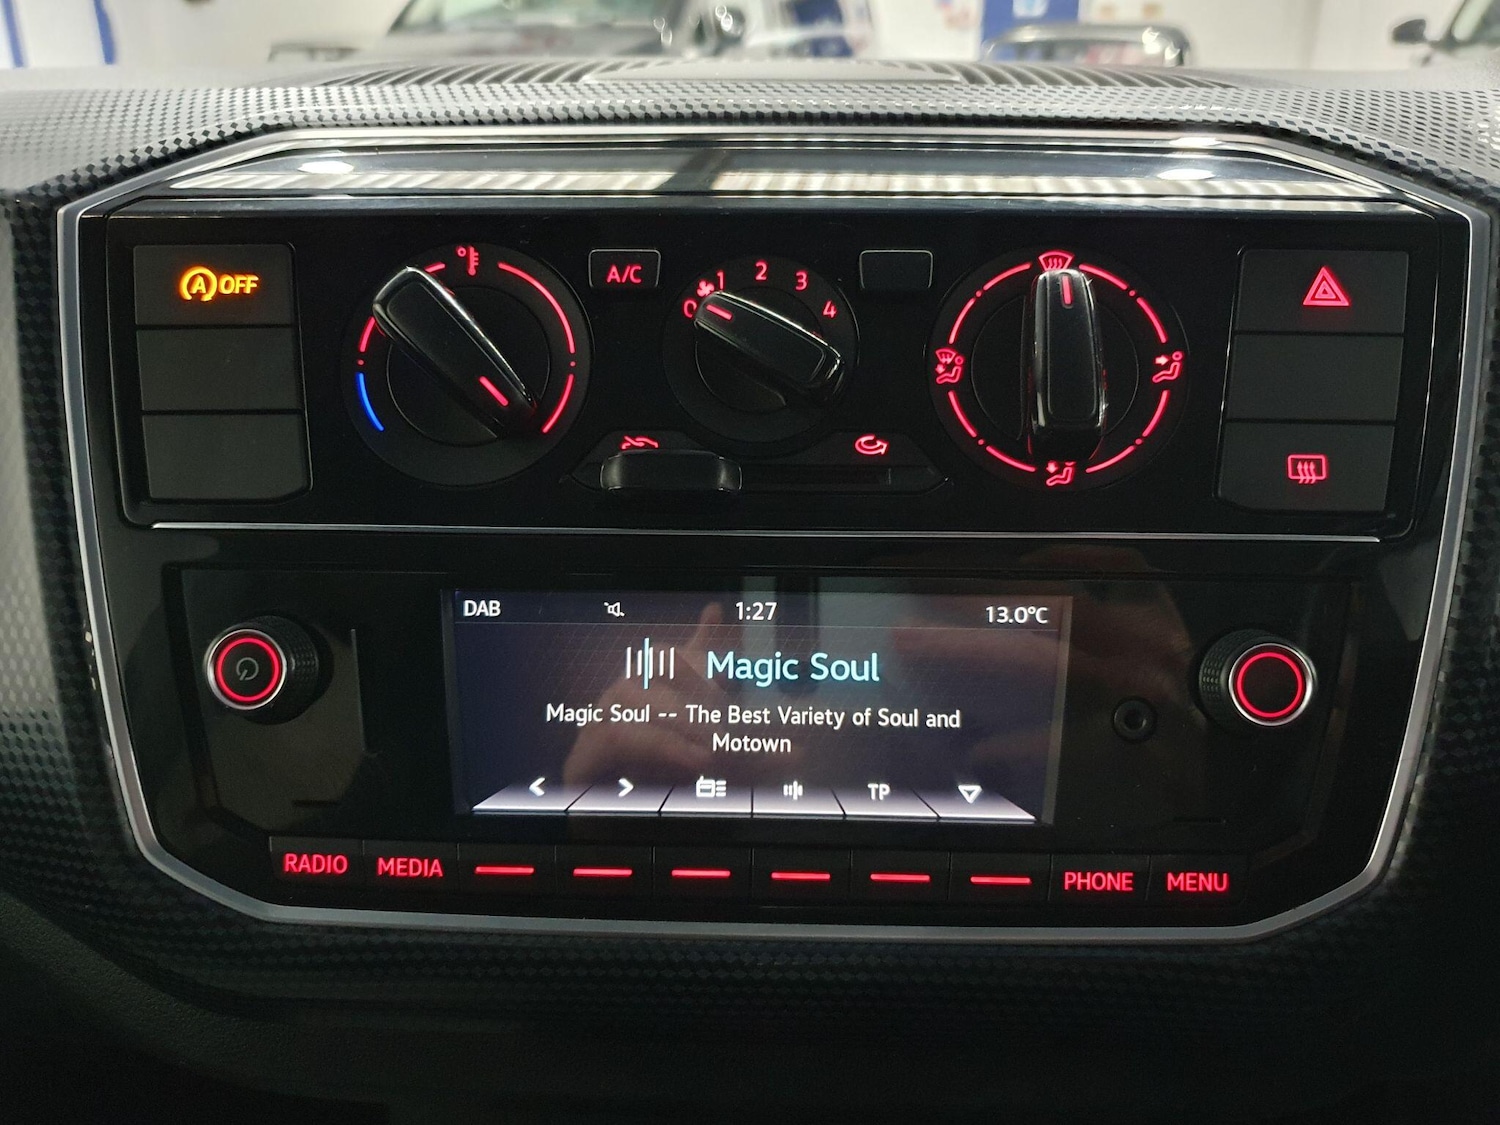 A OFF
A/C
0 1 2 3 4
DAB 1:27 13.0°C
Magic Soul
Magic Soul -- The Best Variety of Soul and
Motown
TP
RADIO MEDIA PHONE MENU